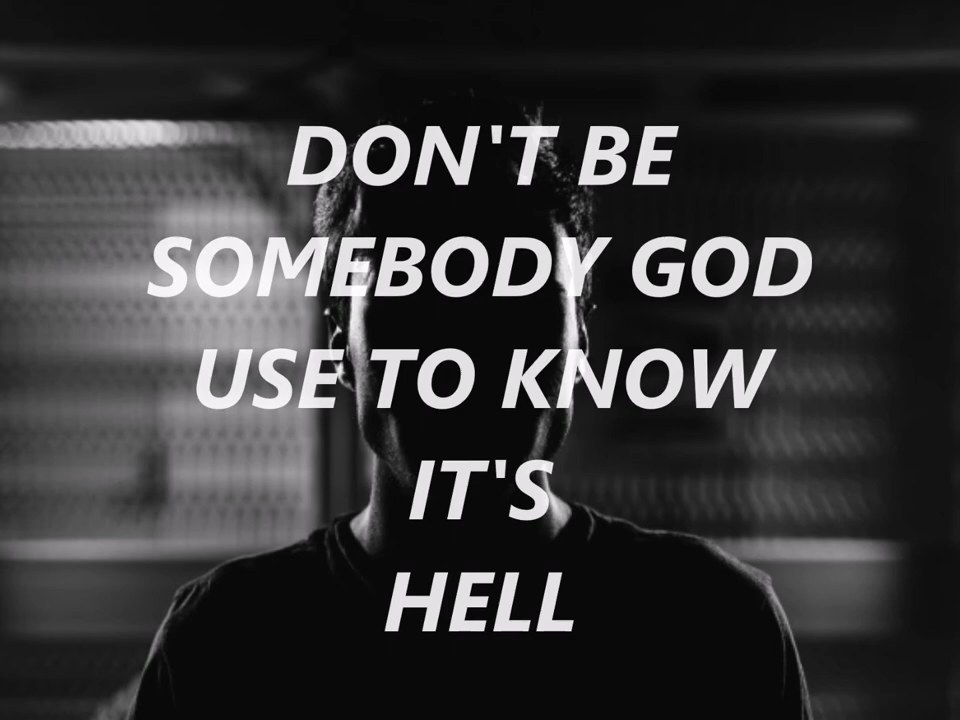 DON'T BE
SOMEBODY GOD
USE TO KNOW
IT'S
HELL